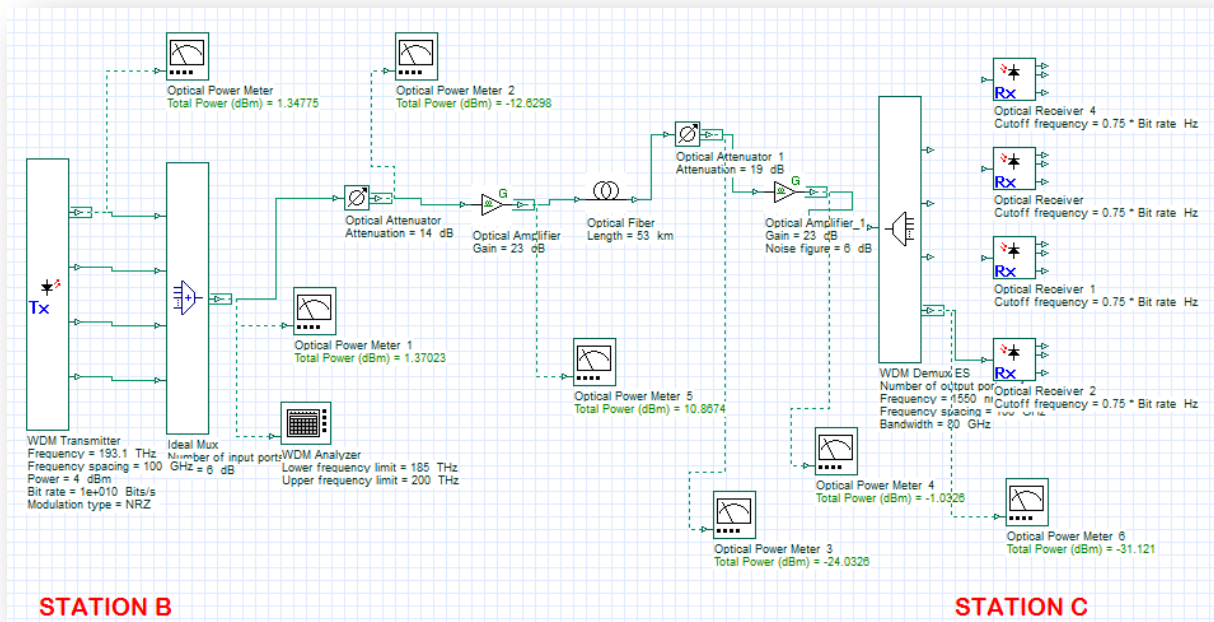 Optical Power Meter
Total Power (dBm) = 1.34775
Optical Power Meter 2
Total Power (dBm) = -12.6298
Rx
Optical Receiver 4
Cutoff frequency = 0.75 * Bit rate Hz
Optical Attenuator 1
Attenuation = 19 dB
Rx
Optical Receiver
Cutoff frequency = 0.75 * Bit rate Hz
G
Optical Attenuator
Attenuation = 14 dB
Optical Amplifier
Gain = 23 dB
Optical Fiber
Length = 53 km
G
Optical Amplifier_1
Gain = 23 dB
Noise figure = 6 dB
Rx
Optical Receiver 1
Cutoff frequency = 0.75 * Bit rate Hz
Tx
Optical Power Meter 1
Total Power (dBm) = 1.37023
Rx
Optical Receiver 2
Cutoff frequency = 0.75 * Bit rate Hz
Optical Power Meter 5
Total Power (dBm) = 10.8674
WDM Demux ES
Number of output por
Frequency = 1550
Frequency spacing =
Bandwidth = 80 GHz
WDM Transmitter
Frequency = 193.1 THz
Frequency spacing = 100 GHz
Power = 4 dBm
Bit rate = 1e+010 Bits/s
Modulation type = NRZ
Ideal Mux
Number of input ports
= 6 dB
WDM Analyzer
Lower frequency limit = 185 THz
Upper frequency limit = 200 THz
Optical Power Meter 4
Total Power (dBm) = -1.0326
Optical Power Meter 3
Total Power (dBm) = -24.0326
Optical Power Meter 6
Total Power (dBm) = -31.121
STATION B
STATION C